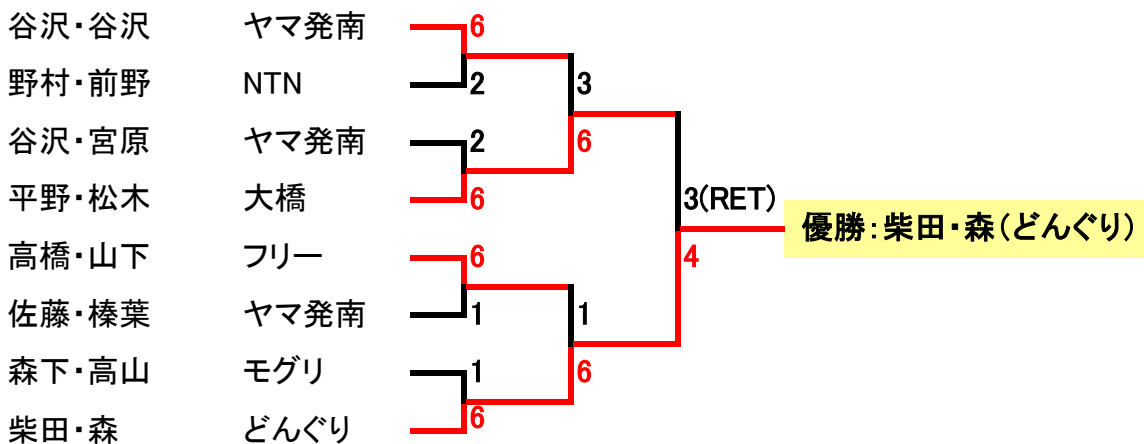 谷沢・谷沢 ヤマ発南 6
野村・前野 NTN 2 3
谷沢・宮原 ヤマ発南 2 6
平野・松木 大橋 6 3(RET)
優勝：柴田・森(どんぐり)
高橋・山下 フリー 6 4
佐藤・榛葉 ヤマ発南 1 1
森下・高山 モグリ 1 6
柴田・森 どんぐり 6